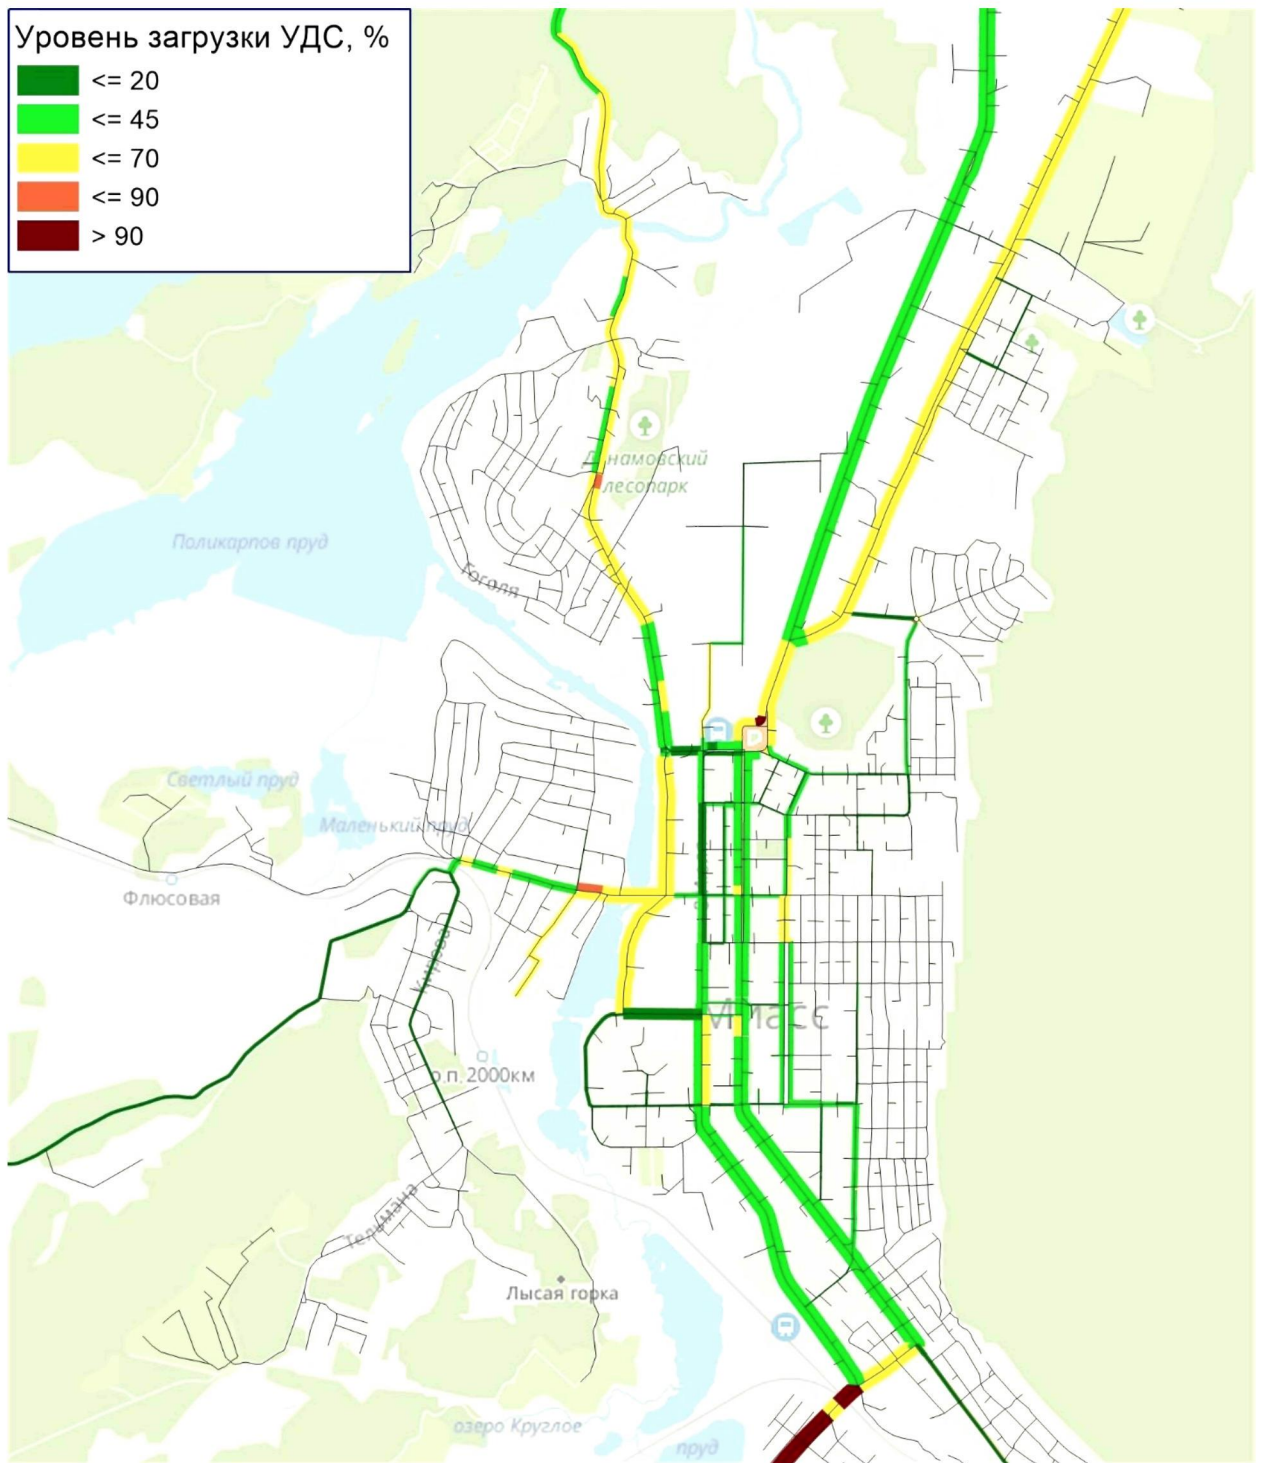 Уровень загрузки УДС, %
<= 20
<= 45
<= 70
<= 90
> 90
Динамовский
лесопарк
Поликарпов пруд
Гоголя
Светлый пруд
Маленький пруд
Флюсовая
Кирова
Миасс
о.п. 2000км
Тельмана
Лысая горка
озеро Круглое
пруд